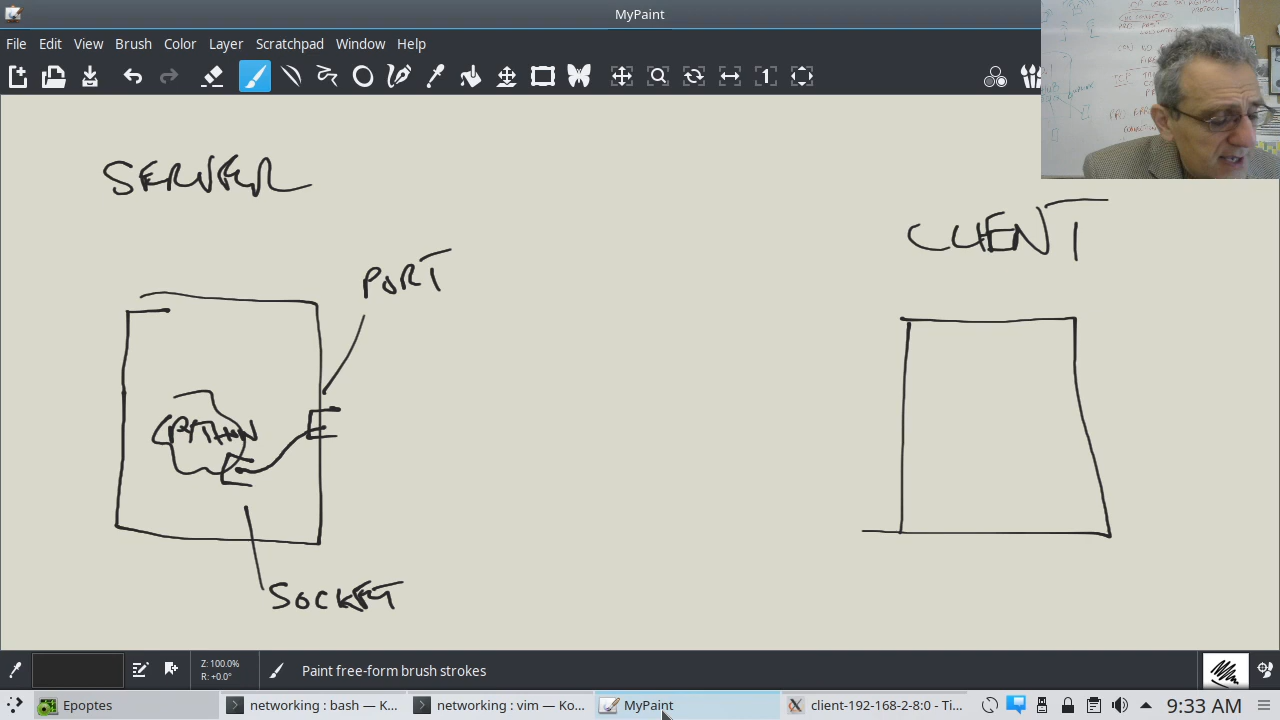 MyPaint
File Edit View Brush Color Layer Scratchpad Window Help
SERVER
CLIENT
PORT
PYTHON
SOCKET
Z: 100.0%
R: +0.0°
Paint free-form brush strokes
Epoptes
networking : bash — K...
networking : vim — Ko...
MyPaint
client-192-168-2-8:0 - Ti...
9:33 AM